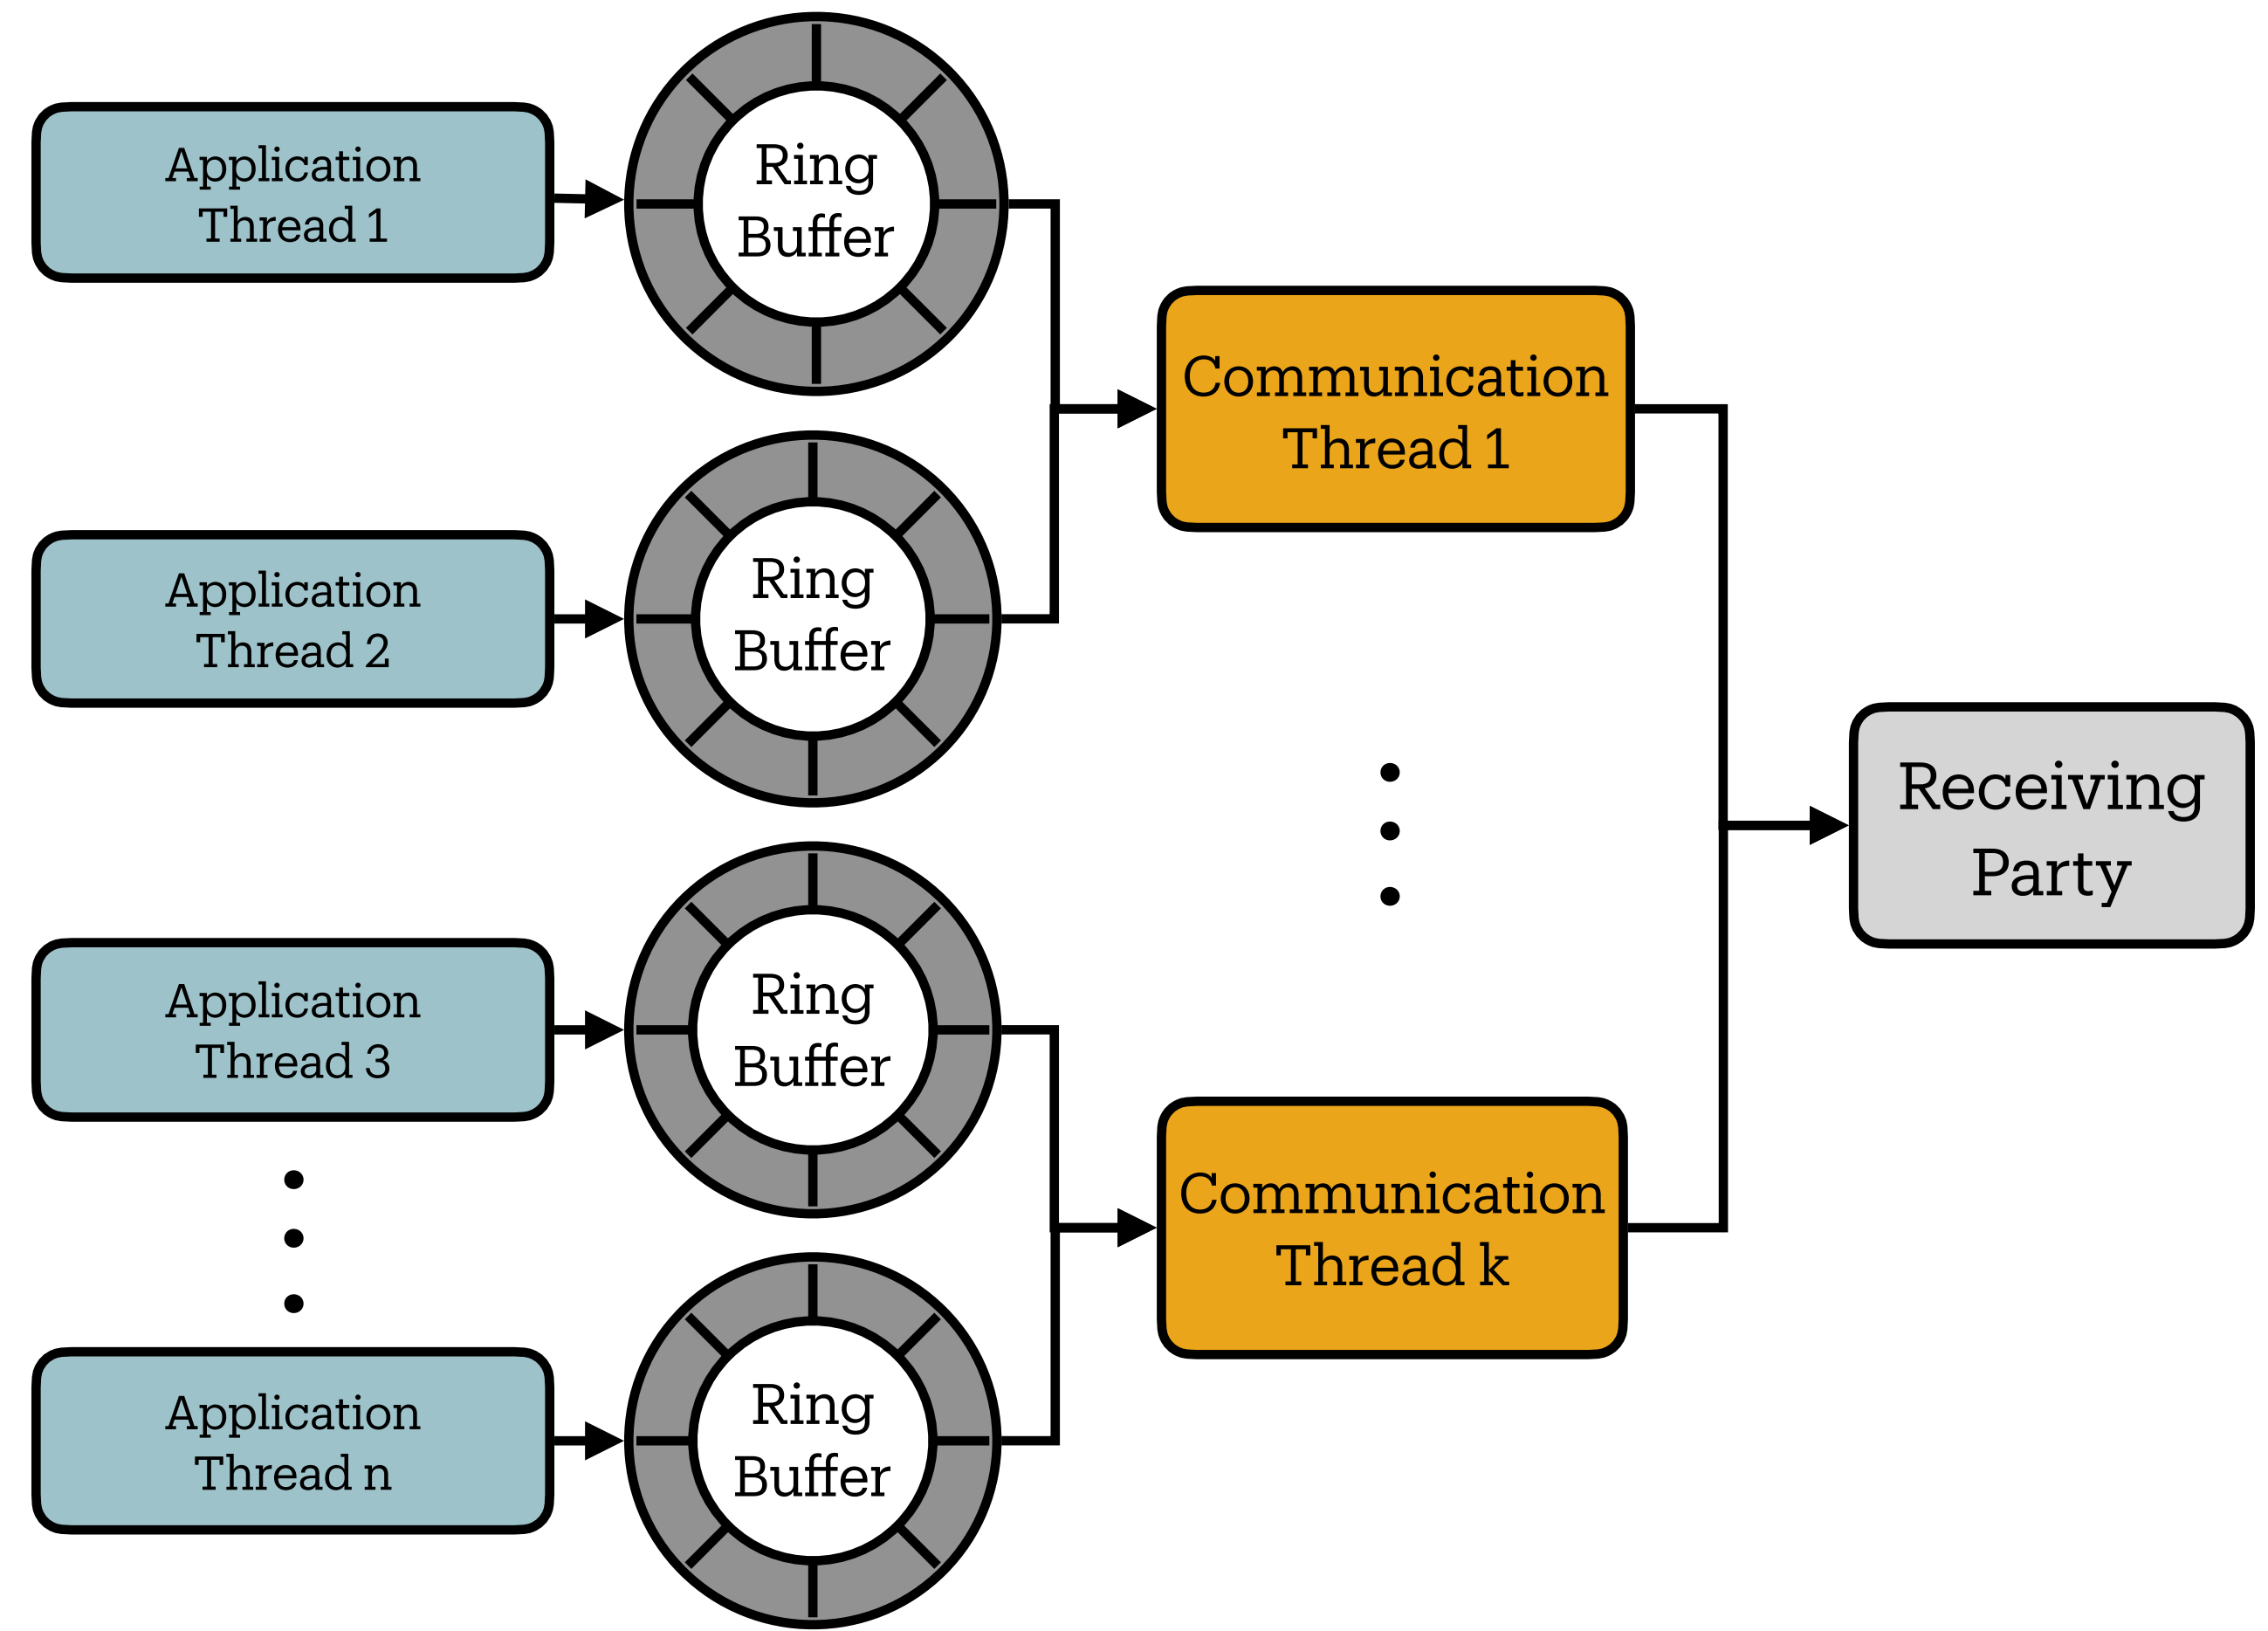 Application
Thread 1
Ring
Buffer
Communication
Thread 1
Application
Thread 2
Ring
Buffer
Receiving
Party
Application
Thread 3
Ring
Buffer
Communication
Thread k
Application
Thread n
Ring
Buffer